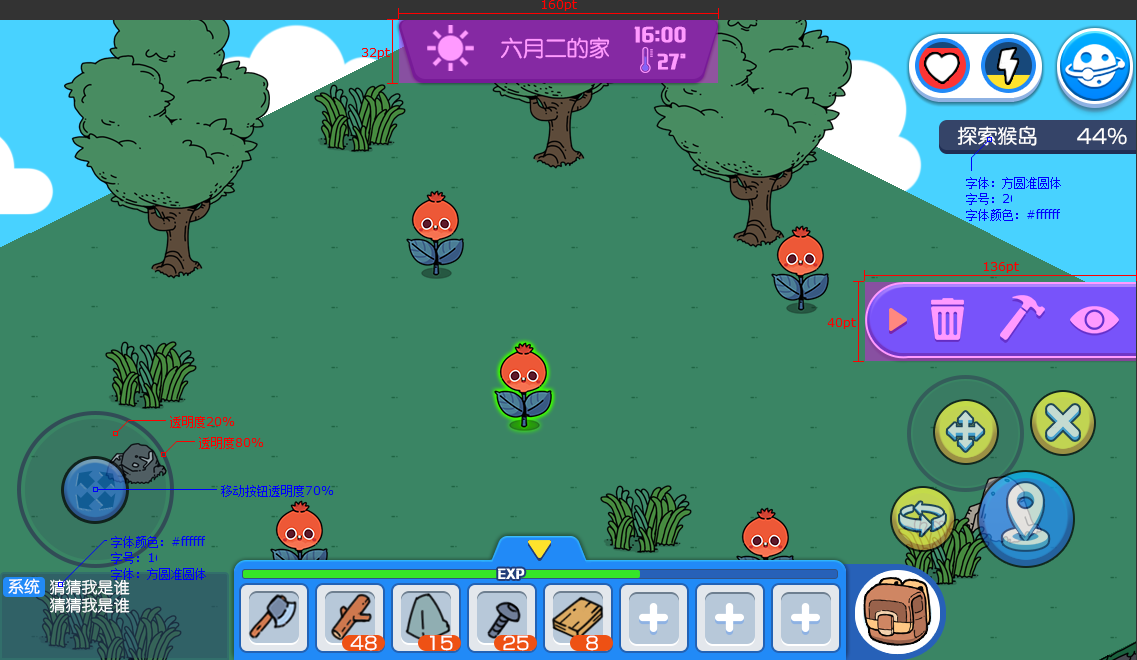 160pt
32pt
六月二的家
16:00
27°
探索猴岛 44%
字体：方圆准圆体
字号：2
字体颜色：#ffffff
136pt
40pt
透明度20%
透明度80%
移动按钮透明度70%
字体颜色：#ffffff
字号：1
字体：方圆准圆体
系统 猜猜我是谁
猜猜我是谁
EXP
48
15
25
8